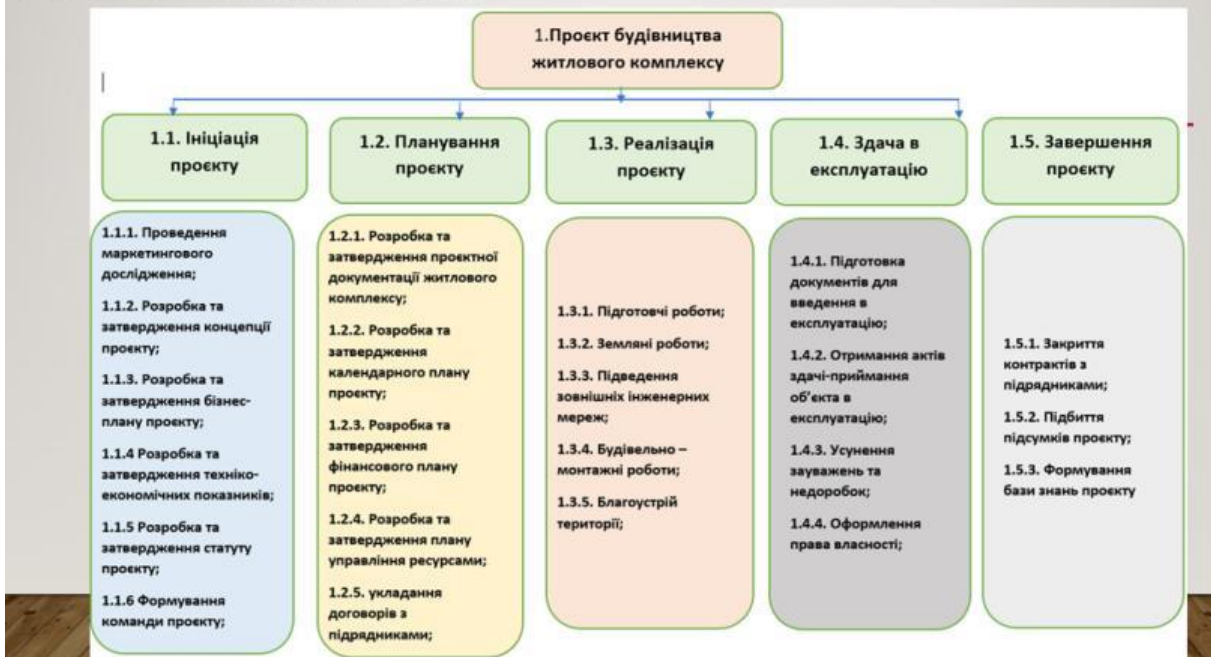 1.Проєкт будівництва
житлового комплексу
1.1. Ініціація
проєкту
1.2. Планування
проєкту
1.3. Реалізація
проєкту
1.4. Здача в
експлуатацію
1.5. Завершення
проєкту
1.1.1. Проведення
маркетингового
дослідження;
1.1.2. Розробка та
затвердження концепції
проєкту;
1.1.3. Розробка та
затвердження бізнес-
плану проєкту;
1.1.4 Розробка та
затвердження техніко-
економічних показників;
1.1.5 Розробка та
затвердження статуту
проєкту;
1.1.6 Формування
команди проєкту;
1.2.1. Розробка та
затвердження проєктної
документації житлового
комплексу;
1.2.2. Розробка та
затвердження
календарного плану
проєкту;
1.2.3. Розробка та
затвердження
фінансового плану
проєкту;
1.2.4. Розробка та
затвердження плану
управління ресурсами;
1.2.5. укладання
договорів з
підрядниками;
1.3.1. Підготовчі роботи;
1.3.2. Земляні роботи;
1.3.3. Підведення
зовнішніх інженерних
мереж;
1.3.4. Будівельно –
монтажні роботи;
1.3.5. Благоустрій
території;
1.4.1. Підготовка
документів для
введення в
експлуатацію;
1.4.2. Отримання актів
здачі-приймання
об’єкта в
експлуатацію;
1.4.3. Усунення
зауважень та
недоробок;
1.4.4. Оформлення
права власності;
1.5.1. Закриття
контрактів з
підрядниками;
1.5.2. Підбиття
підсумків проєкту;
1.5.3. Формування
бази знань проєкту